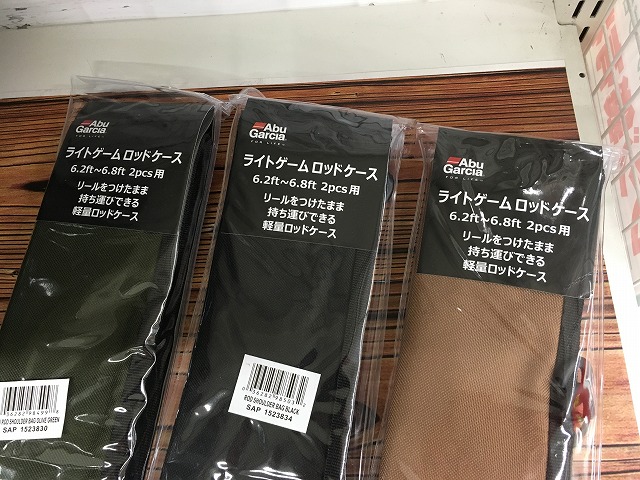 Abu
Garcia
FOR LIFE
ライトゲーム ロッドケース
6.2ft～6.8ft 2pcs用
リールをつけたまま
持ち運びできる
軽量ロッドケース
ROD SHOULDER BAG OLIVE GREEN
SAP 1523830
Abu
Garcia
FOR LIFE
ライトゲーム ロッドケース
6.2ft～6.8ft 2pcs用
リールをつけたまま
持ち運びできる
軽量ロッドケース
ROD SHOULDER BAG BLACK
SAP 1523834
Abu
Garcia
FOR LIFE
ライトゲーム ロッドケース
6.2ft～6.8ft 2pcs用
リールをつけたまま
持ち運びできる
軽量ロッドケース